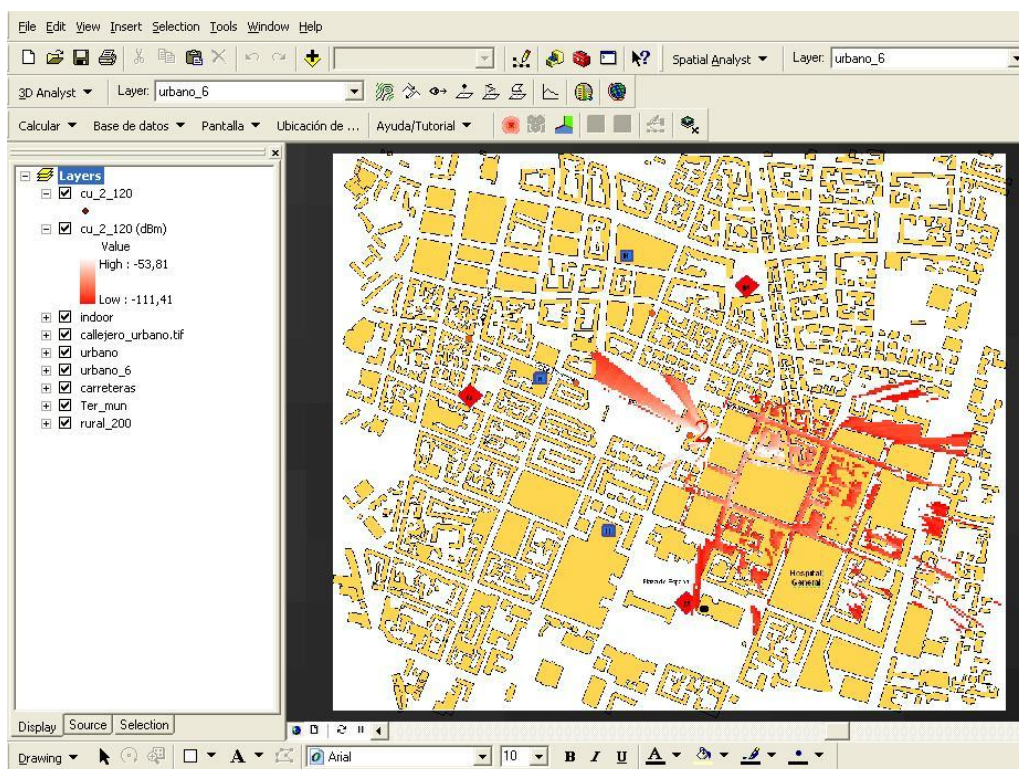 File Edit View Insert Selection Tools Window Help
Spatial Analyst Layer: urbano_6
3D Analyst Layer: urbano_6
Calcular Base de datos Pantalla Ubicación de ... Ayuda/Tutorial
Layers
cu_2_120
cu_2_120 (dBm)
Value
High : -53,81
Low : -111,41
indoor
callejero_urbano.tif
urbano
urbano_6
carreteras
Ter_mun
rural_200
2
Hospital
General
Display Source Selection
Drawing A Arial 10 B I U A